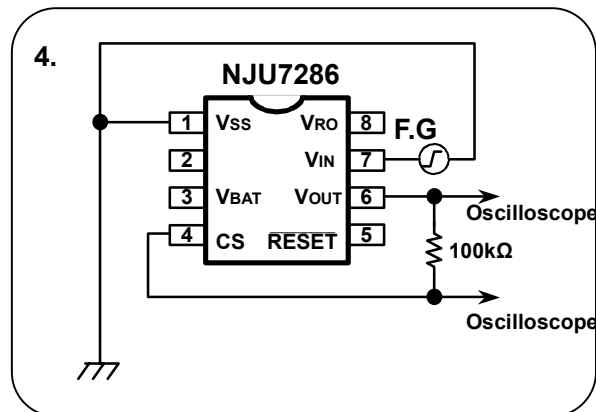 4.
NJU7286
F.G
1 VSS VRO 8
2 VIN 7
3 VBAT VOUT 6
4 CS RESET 5
Oscilloscope
100kΩ
Oscilloscope